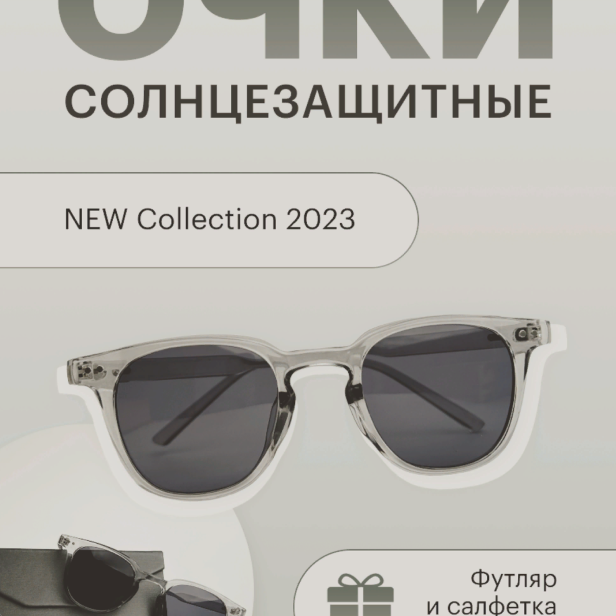 ОЧКИ
СОЛНЦЕЗАЩИТНЫЕ
NEW Collection 2023
Футляр
и салфетка